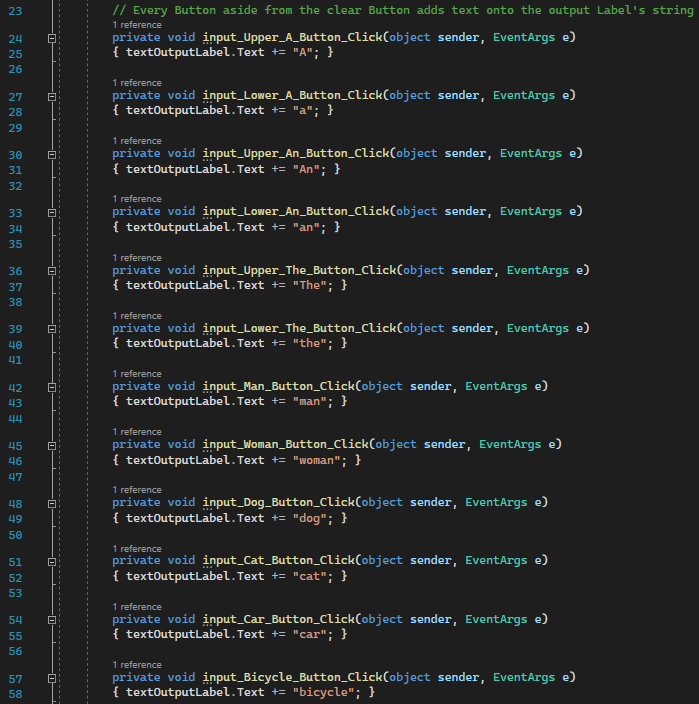 23 // Every Button aside from the clear Button adds text onto the output Label's string
1 reference
24 private void input_Upper_A_Button_Click(object sender, EventArgs e)
25 { textOutputLabel.Text += "A"; }
26
1 reference
27 private void input_Lower_A_Button_Click(object sender, EventArgs e)
28 { textOutputLabel.Text += "a"; }
29
1 reference
30 private void input_Upper_An_Button_Click(object sender, EventArgs e)
31 { textOutputLabel.Text += "An"; }
32
1 reference
33 private void input_Lower_An_Button_Click(object sender, EventArgs e)
34 { textOutputLabel.Text += "an"; }
35
1 reference
36 private void input_Upper_The_Button_Click(object sender, EventArgs e)
37 { textOutputLabel.Text += "The"; }
38
1 reference
39 private void input_Lower_The_Button_Click(object sender, EventArgs e)
40 { textOutputLabel.Text += "the"; }
41
1 reference
42 private void input_Man_Button_Click(object sender, EventArgs e)
43 { textOutputLabel.Text += "man"; }
44
1 reference
45 private void input_Woman_Button_Click(object sender, EventArgs e)
46 { textOutputLabel.Text += "woman"; }
47
1 reference
48 private void input_Dog_Button_Click(object sender, EventArgs e)
49 { textOutputLabel.Text += "dog"; }
50
1 reference
51 private void input_Cat_Button_Click(object sender, EventArgs e)
52 { textOutputLabel.Text += "cat"; }
53
1 reference
54 private void input_Car_Button_Click(object sender, EventArgs e)
55 { textOutputLabel.Text += "car"; }
56
1 reference
57 private void input_Bicycle_Button_Click(object sender, EventArgs e)
58 { textOutputLabel.Text += "bicycle"; }